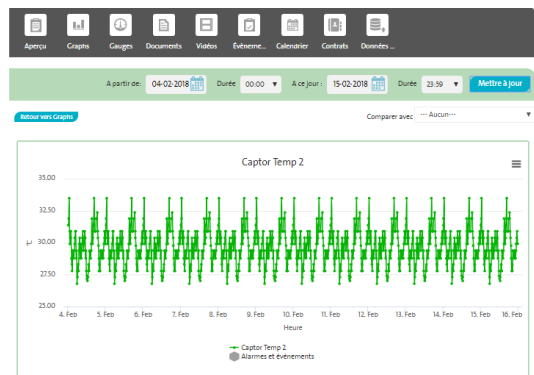 Aperçu Graphs Gauges Documents Vidéos Événeme... Calendrier Contrats Données ...
A partir de: 04-02-2018 Durée 00:00 A ce jour : 15-02-2018 Durée 23:59 Mettre à jour
Retour vers Graphs Comparer avec --- Aucun---
Captor Temp 2
35.00
32.50
30.00
27.50
25.00
°C
4. Feb 5. Feb 6. Feb 7. Feb 8. Feb 9. Feb 10. Feb 11. Feb 12. Feb 13. Feb 14. Feb 15. Feb 16. Feb
Heure
Captor Temp 2
Alarmes et événements